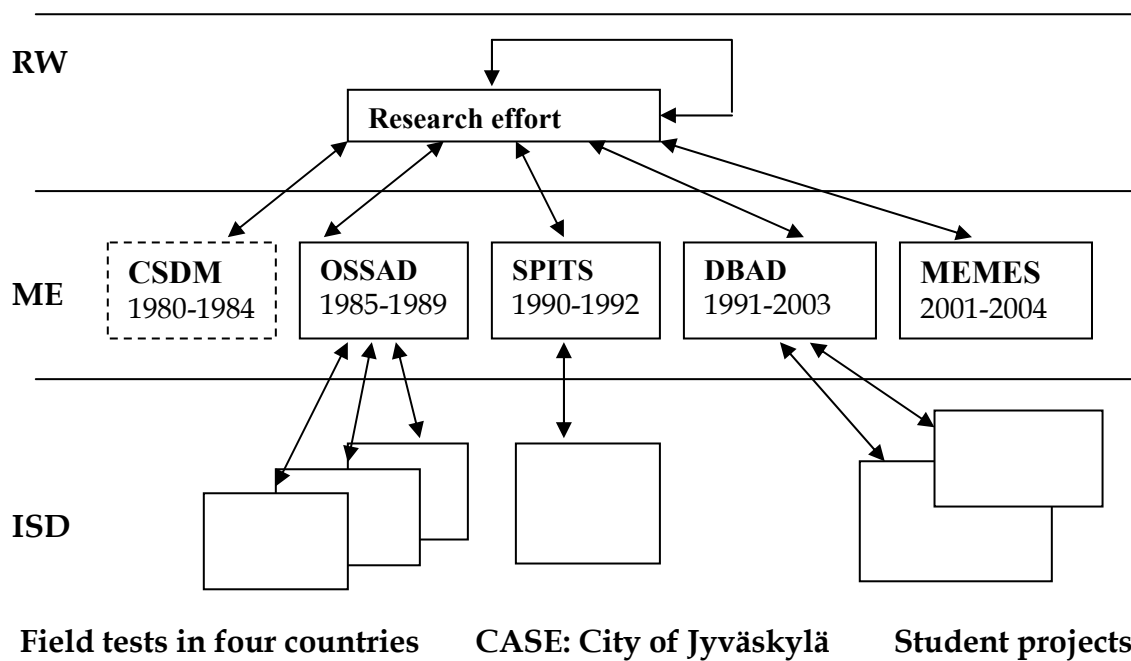 RW
Research effort
ME
CSDM
1980-1984
OSSAD
1985-1989
SPITS
1990-1992
DBAD
1991-2003
MEMES
2001-2004
ISD
Field tests in four countries
CASE: City of Jyväskylä
Student projects